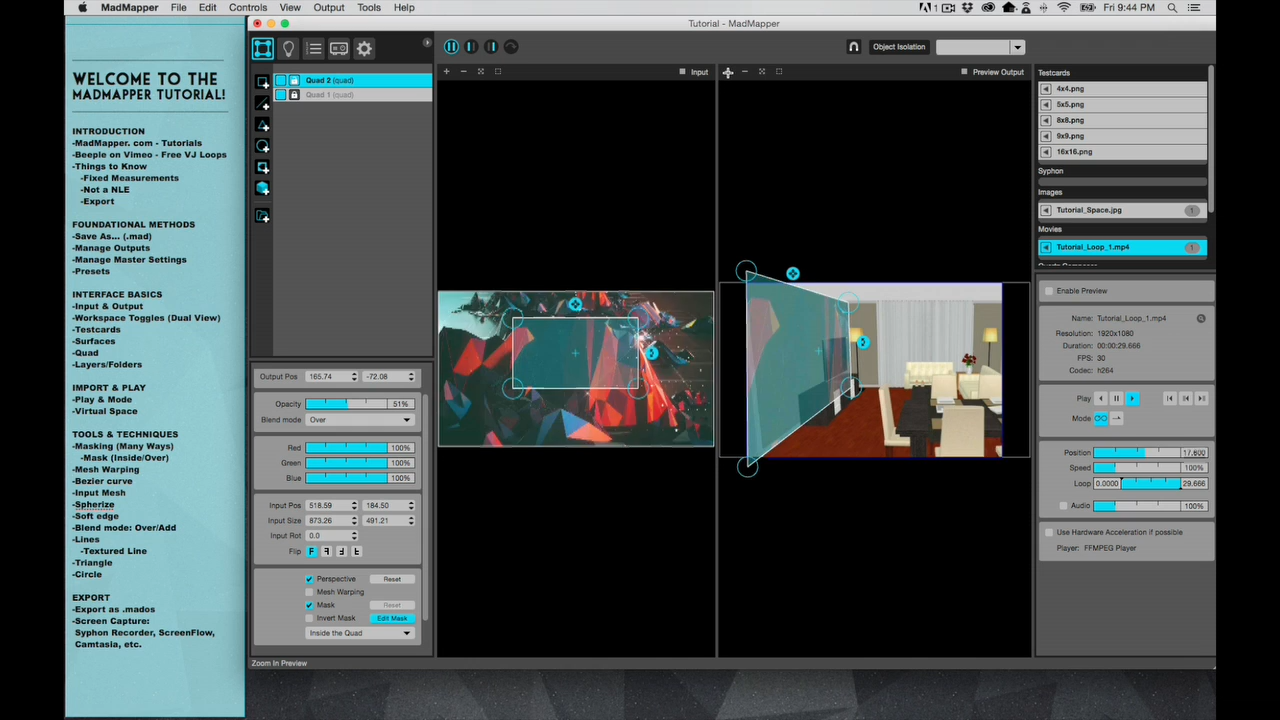 MadMapper File Edit Controls View Output Tools Help
1
Fri 9:44 PM
Tutorial - MadMapper
WELCOME TO THE
MADMAPPER TUTORIAL!
INTRODUCTION
-MadMapper. com - Tutorials
-Beeple on Vimeo - Free VJ Loops
-Things to Know
-Fixed Measurements
-Not a NLE
-Export
FOUNDATIONAL METHODS
-Save As... (.mad)
-Manage Outputs
-Manage Master Settings
-Presets
INTERFACE BASICS
-Input & Output
-Workspace Toggles (Dual View)
-Testcards
-Surfaces
-Quad
-Layers/Folders
IMPORT & PLAY
-Play & Mode
-Virtual Space
TOOLS & TECHNIQUES
-Masking (Many Ways)
-Mask (Inside/Over)
-Mesh Warping
-Bezier curve
-Input Mesh
-Spherize
-Soft edge
-Blend mode: Over/Add
-Lines
-Textured Line
-Triangle
-Circle
EXPORT
-Export as .mados
-Screen Capture:
Syphon Recorder, ScreenFlow,
Camtasia, etc.
Quad 2 (quad)
Quad 1 (quad)
Output Pos 165.74 -72.08
Opacity 51%
Blend mode Over
Red 100%
Green 100%
Blue 100%
Input Pos 518.59 184.50
Input Size 873.26 491.21
Input Rot 0.0
Flip
Perspective Reset
Mesh Warping
Mask Reset
Invert Mask Edit Mask
Inside the Quad
Zoom In Preview
Object Isolation
Input
Preview Output
Testcards
4x4.png
5x5.png
8x8.png
9x9.png
16x16.png
Syphon
Images
Tutorial_Space.jpg 1
Movies
Tutorial_Loop_1.mp4 1
Enable Preview
Name: Tutorial_Loop_1.mp4
Resolution: 1920x1080
Duration: 00:00:29.666
FPS: 30
Codec: h264
Play
Mode
Position 17.600
Speed 100%
Loop 0.0000 29.666
Audio 100%
Use Hardware Acceleration if possible
Player: FFMPEG Player